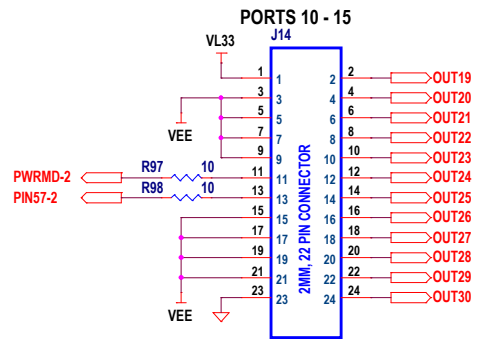 PORTS 10 - 15
J14
VL33
1 1 2 2 OUT19
3 3 4 4 OUT20
5 5 6 6 OUT21
VEE
7 7 8 8 OUT22
9 9 10 10 OUT23
R97 10
PWRMD-2 11 11 12 12 OUT24
R98 10
PIN57-2 13 13 14 14 OUT25
15 15 16 16 OUT26
17 17 18 18 OUT27
19 19 20 20 OUT28
21 21 22 22 OUT29
23 23 24 24 OUT30
VEE
2MM, 22 PIN CONNECTOR